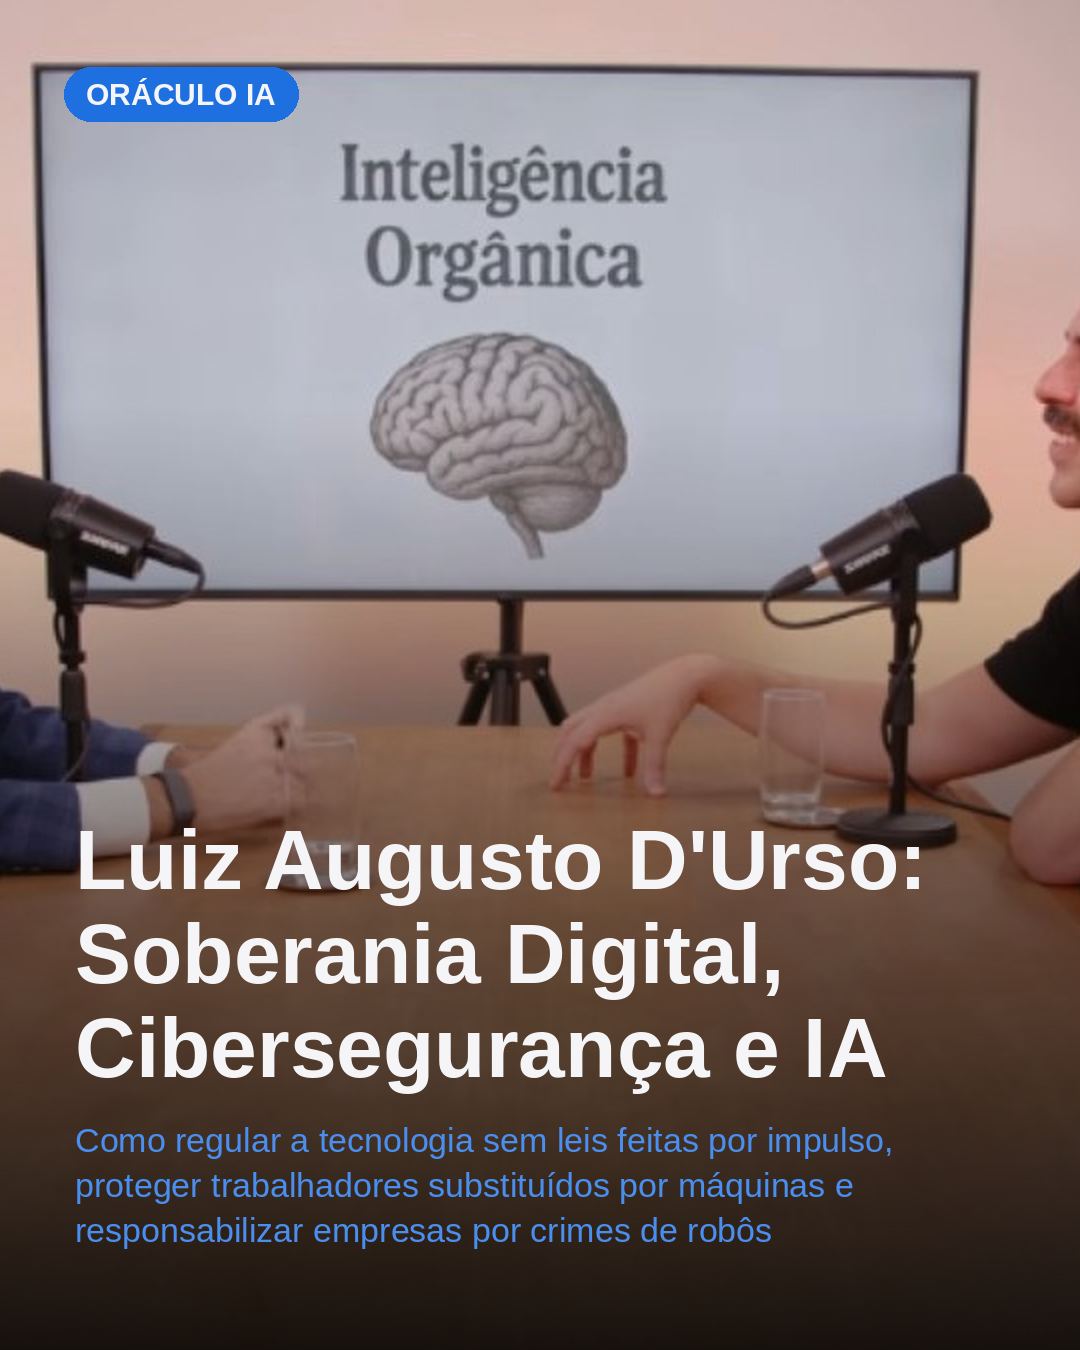 ORÁCULO IA
Inteligência
Orgânica
Luiz Augusto D'Urso:
Soberania Digital,
Cibersegurança e IA
Como regular a tecnologia sem leis feitas por impulso,
proteger trabalhadores substituídos por máquinas e
responsabilizar empresas por crimes de robôs